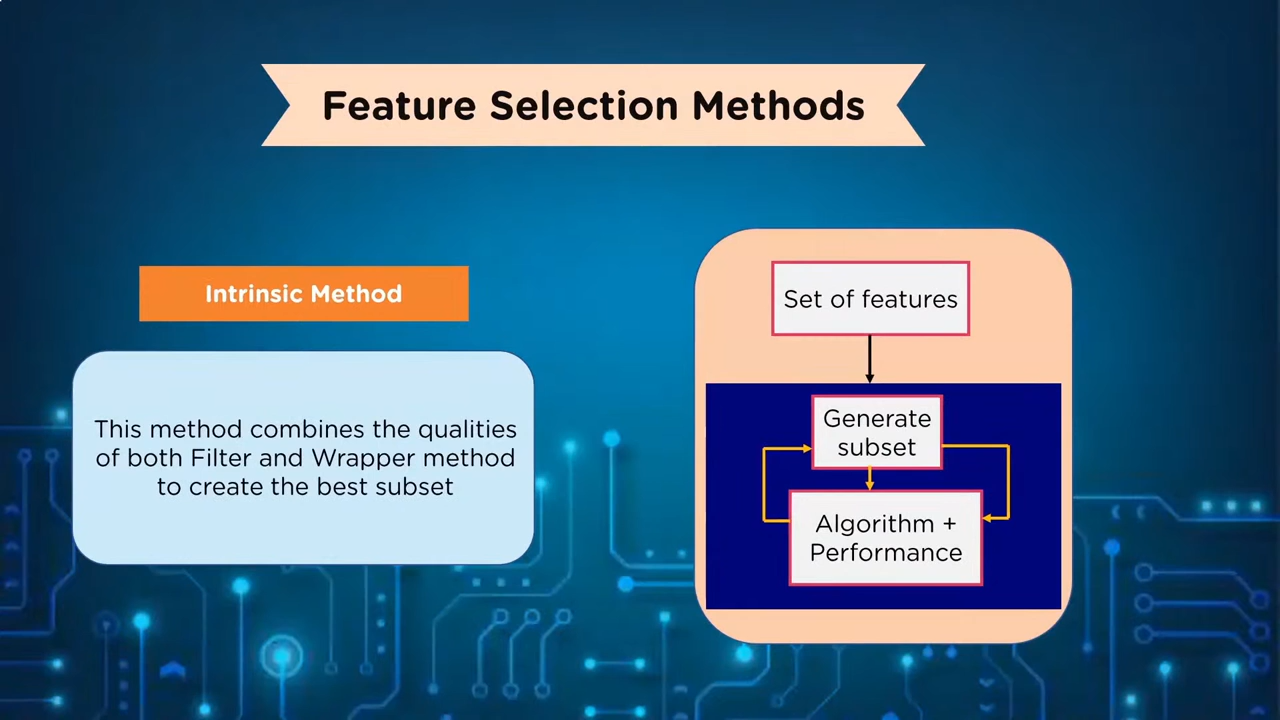 Feature Selection Methods
Intrinsic Method
This method combines the qualities
of both Filter and Wrapper method
to create the best subset
Set of features
Generate
subset
Algorithm +
Performance